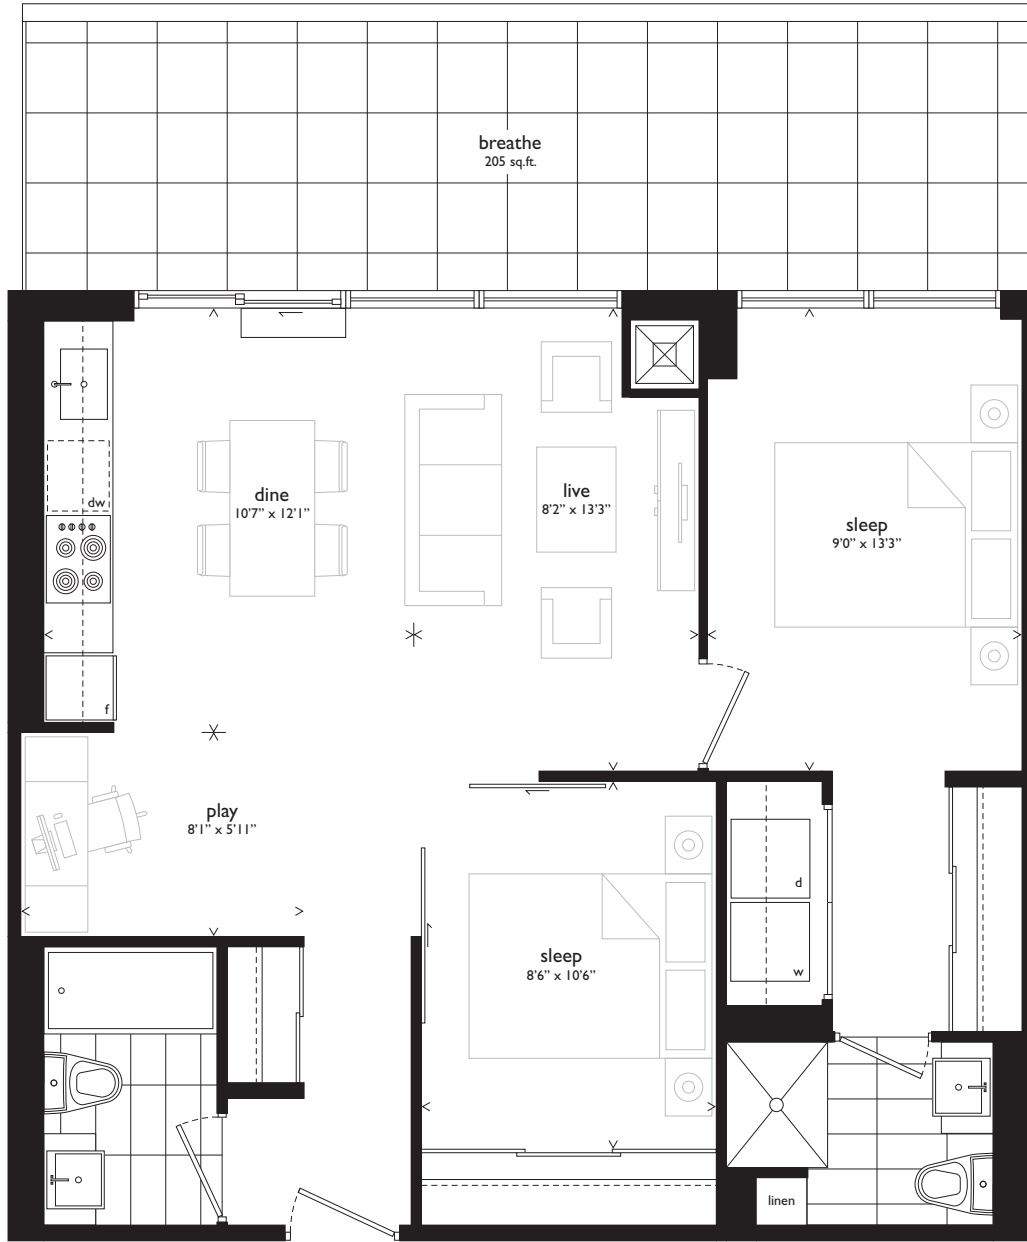 breathe
205 sq.ft.
dine
10'7" x 12'1"
live
8'2" x 13'3"
sleep
9'0" x 13'3"
dw
f
play
8'1" x 5'11"
d
w
sleep
8'6" x 10'6"
linen